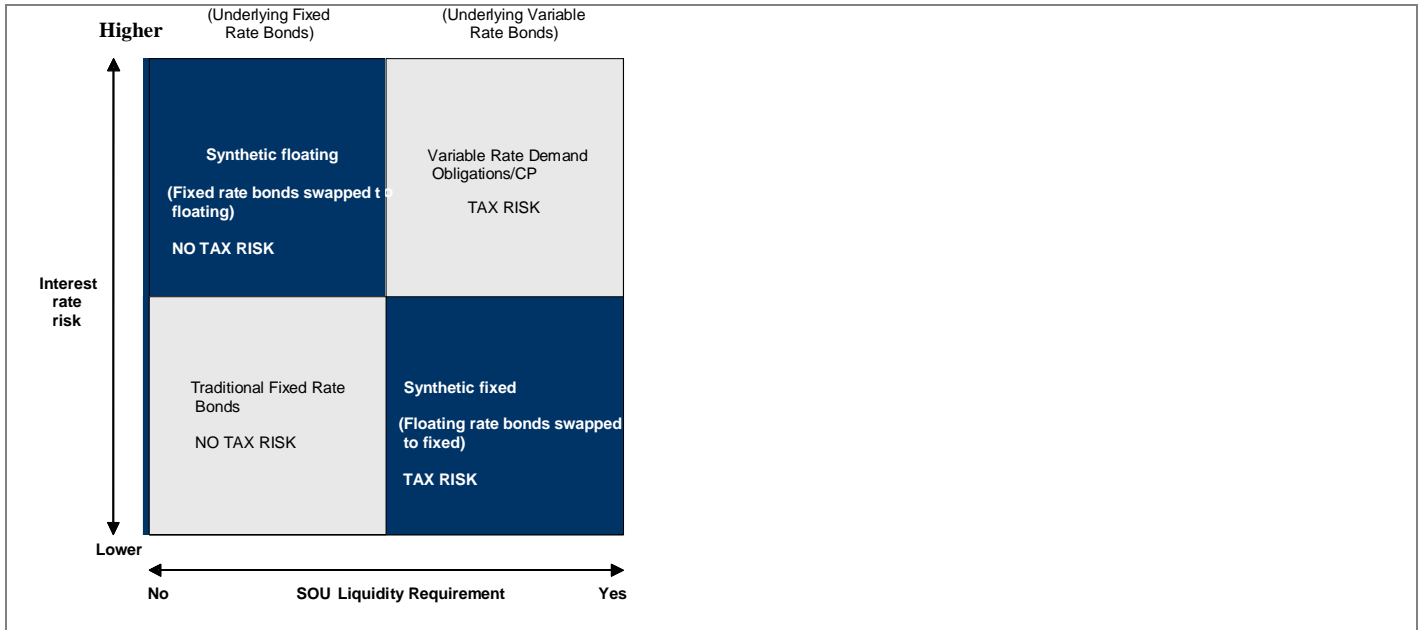 Higher
(Underlying Fixed
Rate Bonds)
(Underlying Variable
Rate Bonds)
Synthetic floating
(Fixed rate bonds swapped to
floating)
NO TAX RISK
Variable Rate Demand
Obligations/CP
TAX RISK
Interest
rate
risk
Traditional Fixed Rate
Bonds
NO TAX RISK
Synthetic fixed
(Floating rate bonds swapped
to fixed)
TAX RISK
Lower
No
SOU Liquidity Requirement
Yes